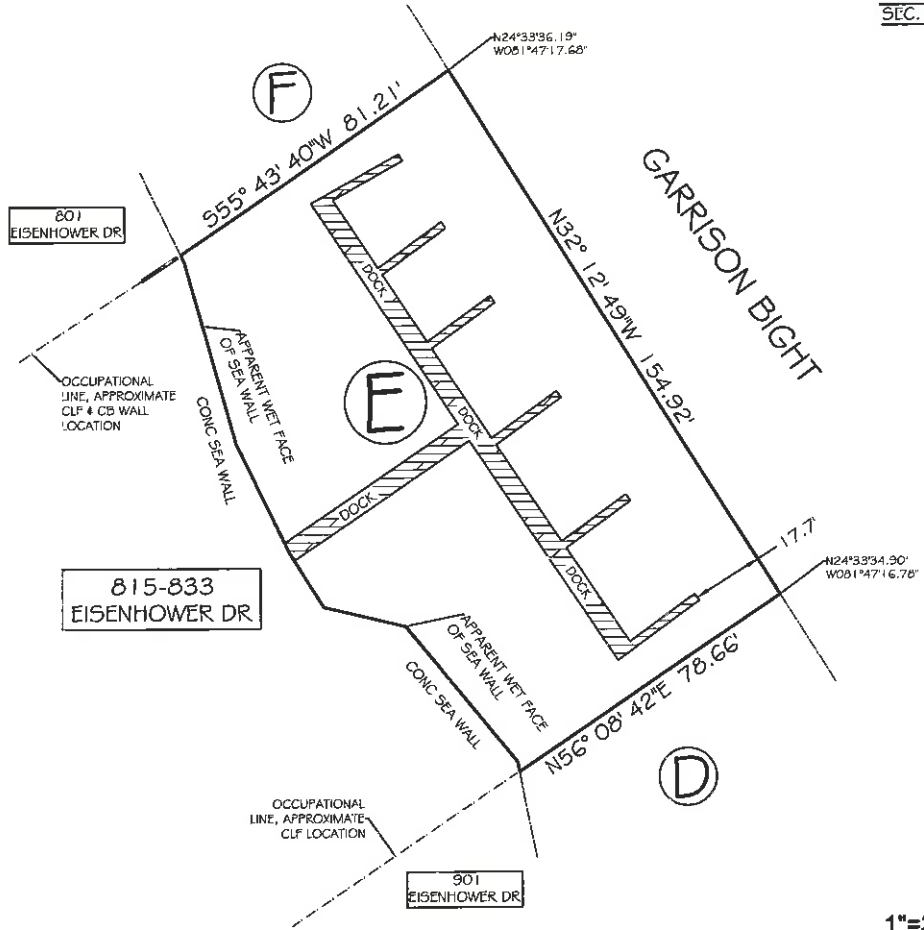 SEC.
N24°33'36.19"
W081°47'17.68"
F
S55° 43' 40"W 81.21'
GARRISON BIGHT
801
EISENHOWER DR
N32° 12' 49"W 154.92'
DOCK
APPARENT WET FACE
OF SEA WALL
OCCUPATIONAL
LINE, APPROXIMATE
CLF & CB WALL
LOCATION
E
CONC SEA WALL
DOCK
DOCK
17.7'
N24°33'34.90"
W081°47'16.78"
815-833
EISENHOWER DR
DOCK
APPARENT WET FACE
OF SEA WALL
CONC SEA WALL
N56° 08' 42"E 78.66'
D
OCCUPATIONAL
LINE, APPROXIMATE
CLF LOCATION
901
EISENHOWER DR